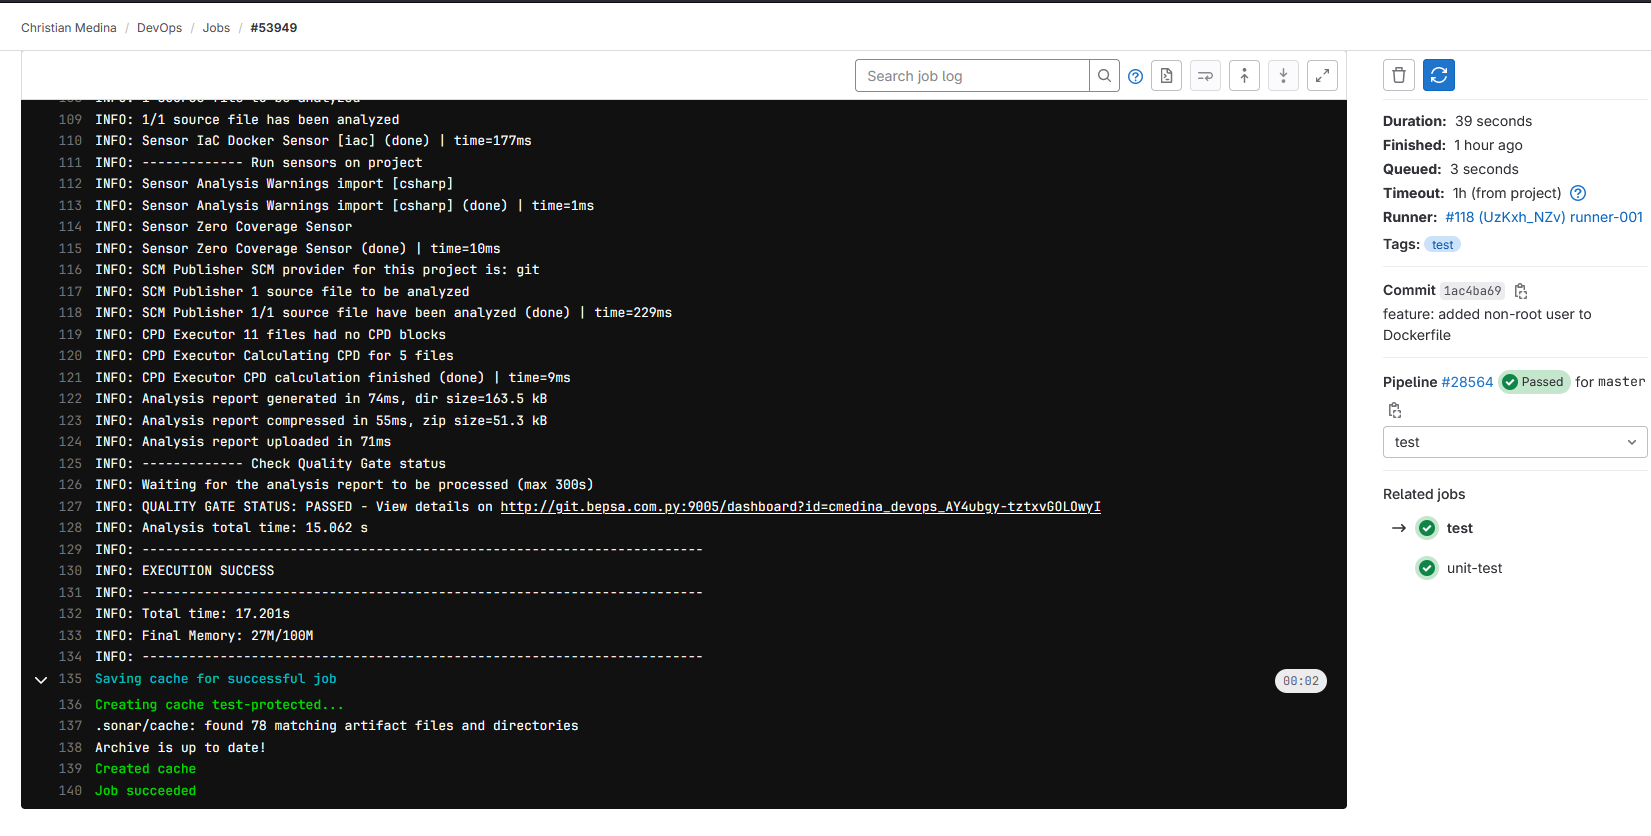 Christian Medina / DevOps / Jobs / #53949
Search job log
109 INFO: 1/1 source file has been analyzed
110 INFO: Sensor IaC Docker Sensor [iac] (done) | time=177ms
111 INFO: ------------- Run sensors on project
112 INFO: Sensor Analysis Warnings import [csharp]
113 INFO: Sensor Analysis Warnings import [csharp] (done) | time=1ms
114 INFO: Sensor Zero Coverage Sensor
115 INFO: Sensor Zero Coverage Sensor (done) | time=10ms
116 INFO: SCM Publisher SCM provider for this project is: git
117 INFO: SCM Publisher 1 source file to be analyzed
118 INFO: SCM Publisher 1/1 source file have been analyzed (done) | time=229ms
119 INFO: CPD Executor 11 files had no CPD blocks
120 INFO: CPD Executor Calculating CPD for 5 files
121 INFO: CPD Executor CPD calculation finished (done) | time=9ms
122 INFO: Analysis report generated in 74ms, dir size=163.5 kB
123 INFO: Analysis report compressed in 55ms, zip size=51.3 kB
124 INFO: Analysis report uploaded in 71ms
125 INFO: ------------- Check Quality Gate status
126 INFO: Waiting for the analysis report to be processed (max 300s)
127 INFO: QUALITY GATE STATUS: PASSED - View details on http://git.bepsa.com.py:9005/dashboard?id=cmedina_devops_AY4ubgy-tztxvGOLOwyI
128 INFO: Analysis total time: 15.062 s
129 INFO: ------------------------------------------------------------------------
130 INFO: EXECUTION SUCCESS
131 INFO: ------------------------------------------------------------------------
132 INFO: Total time: 17.201s
133 INFO: Final Memory: 27M/100M
134 INFO: ------------------------------------------------------------------------
135 Saving cache for successful job 00:02
136 Creating cache test-protected...
137 .sonar/cache: found 78 matching artifact files and directories
138 Archive is up to date!
139 Created cache
140 Job succeeded
Duration: 39 seconds
Finished: 1 hour ago
Queued: 3 seconds
Timeout: 1h (from project)
Runner: #118 (UzKxh_NZv) runner-001
Tags: test
Commit 1ac4ba69
feature: added non-root user to
Dockerfile
Pipeline #28564 Passed for master
test
Related jobs
→ test
unit-test